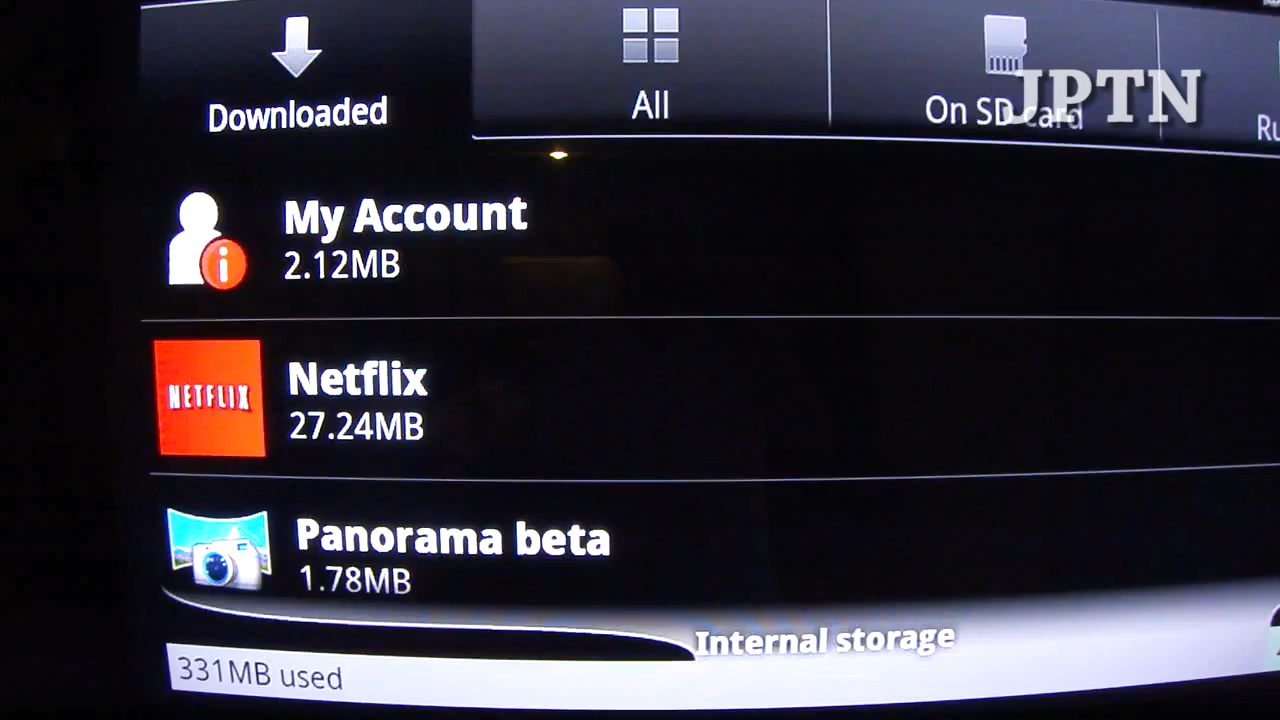 JPTN
Downloaded
All
On SD card
My Account
2.12MB
NETFLIX
Netflix
27.24MB
Panorama beta
1.78MB
Internal storage
331MB used